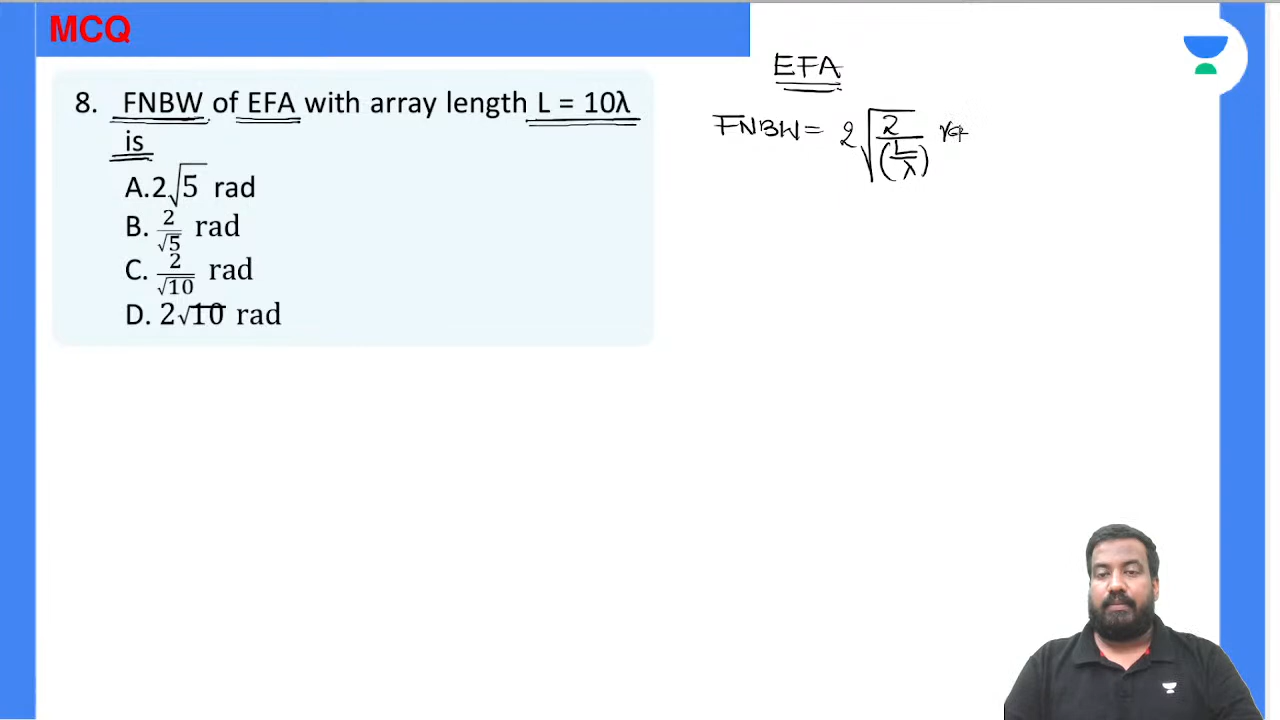 MCQ
8. FNBW of EFA with array length L = 10λ
is
A.2√5 rad
B. 2/√5 rad
C. 2/√10 rad
D. 2√10 rad
EFA
FNBW = 2√(2/(L/λ))